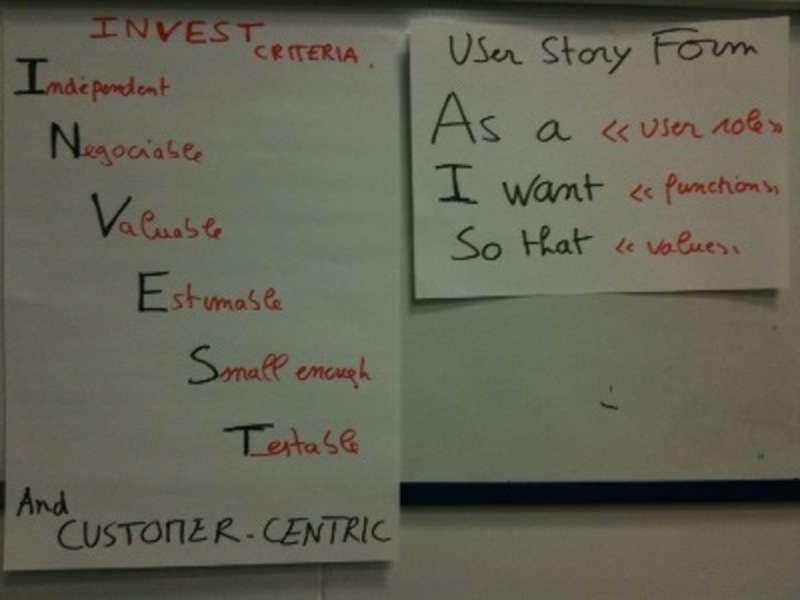 INVEST
CRITERIA.
Indépendent
Negociable
Valuable
Estimable
Small enough
Testable
And
CUSTOMER-CENTRIC
User Story Form
As a << user role >>
I want << function >>
So that << value >>